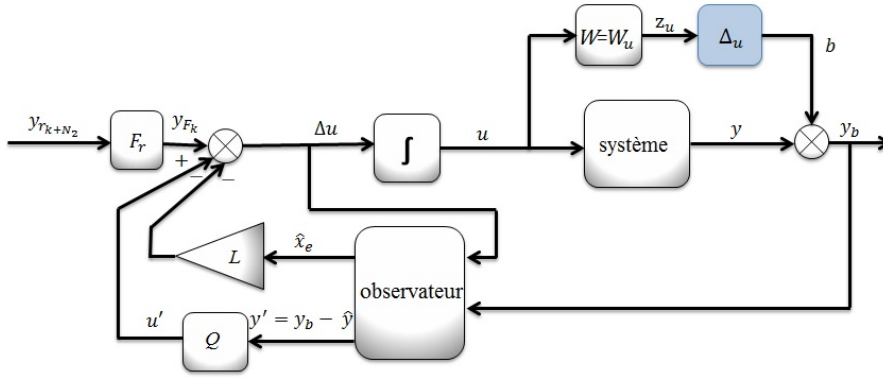 W=W_u
z_u
Δ_u
b
y_{r_{k+N_2}}
F_r
y_{F_k}
Δu
∫
u
système
y
y_b
+
−
−
L
x̂_e
observateur
u′
Q
y′ = y_b − ŷ